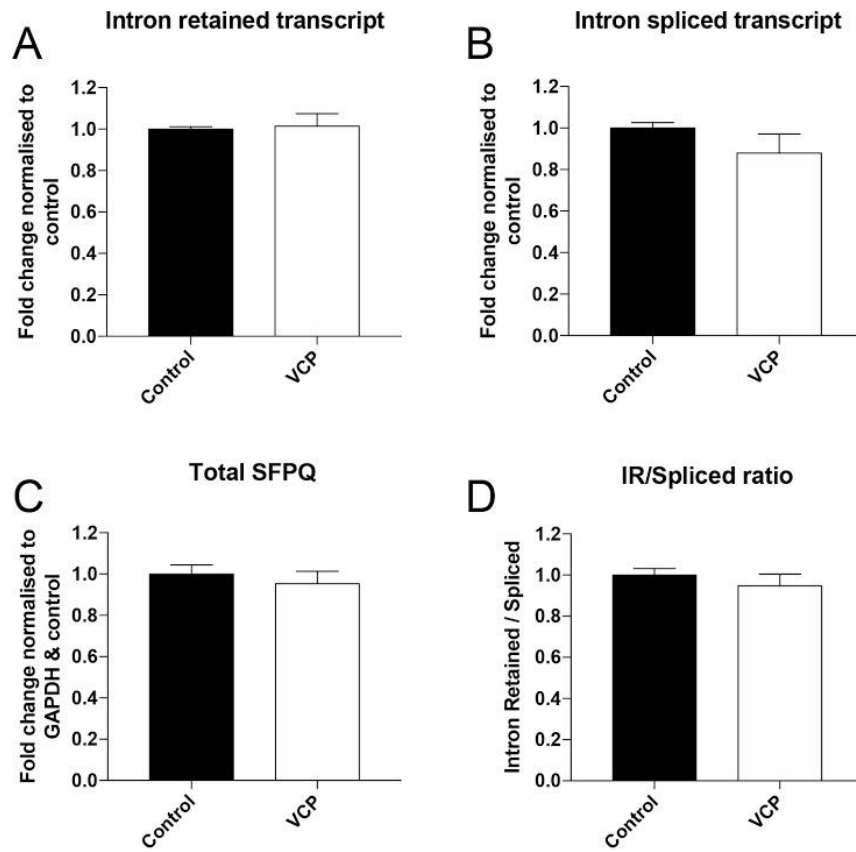 A
Intron retained transcript
Fold change normalised to
control
1.2
1.0
0.8
0.6
0.4
0.2
0.0
Control
VCP
B
Intron spliced transcript
Fold change normalised to
control
1.2
1.0
0.8
0.6
0.4
0.2
0.0
Control
VCP
C
Total SFPQ
Fold change normalised to
GAPDH & control
1.2
1.0
0.8
0.6
0.4
0.2
0.0
Control
VCP
D
IR/Spliced ratio
Intron Retained / Spliced
1.2
1.0
0.8
0.6
0.4
0.2
0.0
Control
VCP